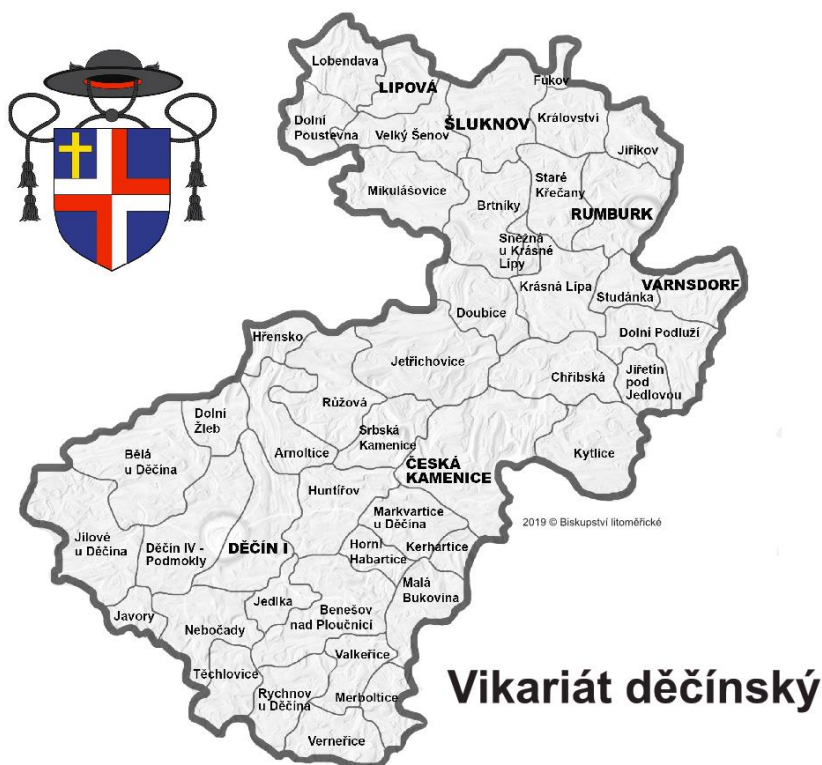 Lobendava
LIPOVÁ
Fukov
Dolní
Poustevna
Velký Šenov
ŠLUKNOV
Království
Jiříkov
Mikulášovice
Staré
Křečany
Brtníky
RUMBURK
Sněžná
u Krásné
Lípy
Krásná Lípa
VARNSDORF
Studánka
Doubice
Dolní Podluží
Hřensko
Jetřichovice
Chřibská
Jiřetín
pod
Jedlovou
Růžová
Dolní
Žleb
Srbská
Kamenice
Arnoltice
Kytlice
Bělá
u Děčína
ČESKÁ
KAMENICE
Huntířov
Markvartice
u Děčína
2019 © Biskupství litoměřické
Jílové
u Děčína
Děčín IV -
Podmokly
DĚČÍN I
Horní
Habartice
Kerhartice
Malá
Bukovina
Javory
Jedlka
Nebočady
Benešov
nad Ploučnicí
Valkeřice
Těchlovice
Rychnov
u Děčína
Merboltice
Verneřice
Vikariát děčínský